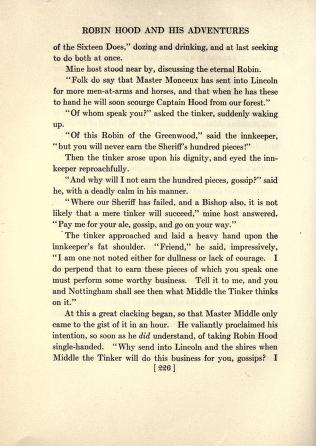 ROBIN HOOD AND HIS ADVENTURES
of the Sixteen Does," dozing and drinking, and at last seeking
to do both at once.
Mine host stood near by, discussing the eternal Robin.
"Folk do say that Master Monceux has sent into Lincoln
for more men-at-arms and horses, and that when he has these
to hand he will soon scourge Captain Hood from our forest."
"Of whom speak you?" asked the tinker, suddenly waking
up.
"Of this Robin of the Greenwood," said the innkeeper,
"but you will never earn the Sheriff's hundred pieces!"
Then the tinker arose upon his dignity, and eyed the inn-
keeper reproachfully.
"And why will I not earn the hundred pieces, gossip?" said
he, with a deadly calm in his manner.
"Where our Sheriff has failed, and a Bishop also, it is not
likely that a mere tinker will succeed," mine host answered.
"Pay me for your ale, gossip, and go on your way."
The tinker approached and laid a heavy hand upon the
innkeeper's fat shoulder. "Friend," he said, impressively,
"I am one not noted either for dullness or lack of courage. I
do perpend that to earn these pieces of which you speak one
must perform some worthy business. Tell it to me, and you
and Nottingham shall see then what Middle the Tinker thinks
on it."
At this a great clacking began, so that Master Middle only
came to the gist of it in an hour. He valiantly proclaimed his
intention, so soon as he did understand, of taking Robin Hood
single-handed. "Why send into Lincoln and the shires when
Middle the Tinker will do this business for you, gossips? I
[ 226 ]